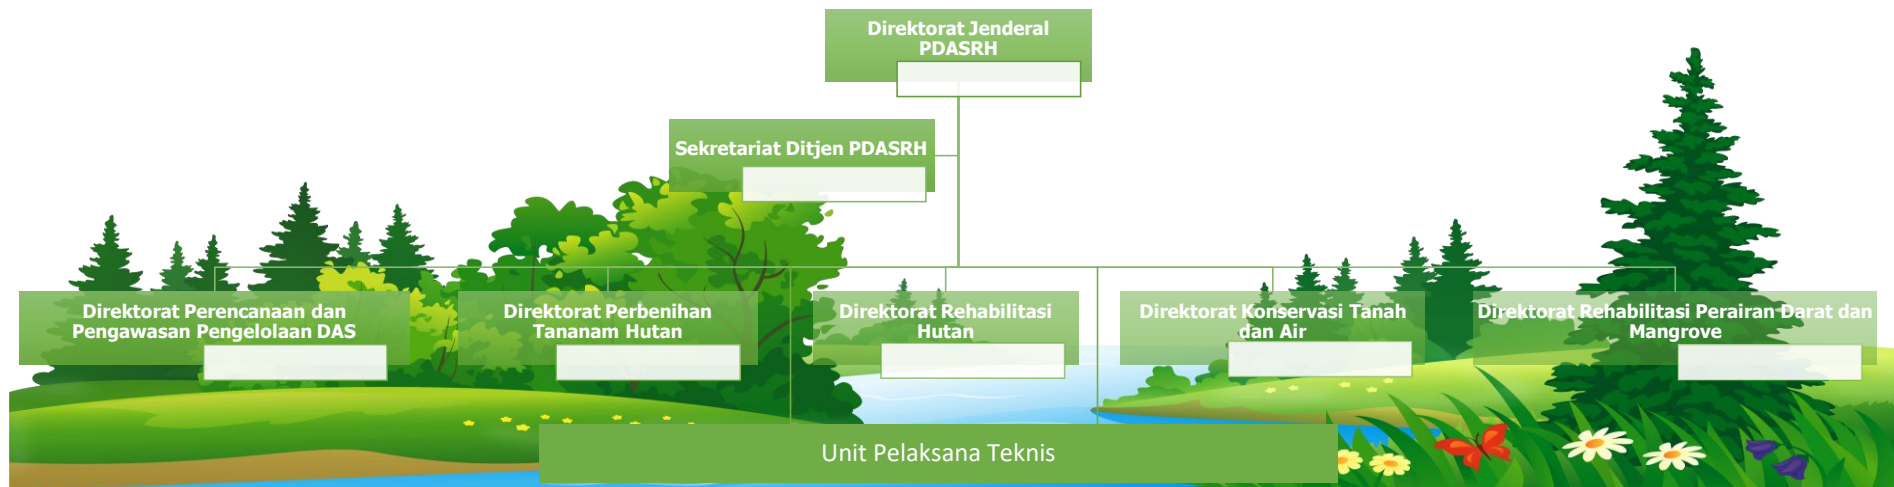 Direktorat Jenderal
PDASRH
Sekretariat Ditjen PDASRH
Direktorat Perencanaan dan
Pengawasan Pengelolaan DAS
Direktorat Perbenihan
Tananam Hutan
Direktorat Rehabilitasi
Hutan
Direktorat Konservasi Tanah
dan Air
Direktorat Rehabilitasi Perairan Darat dan
Mangrove
Unit Pelaksana Teknis